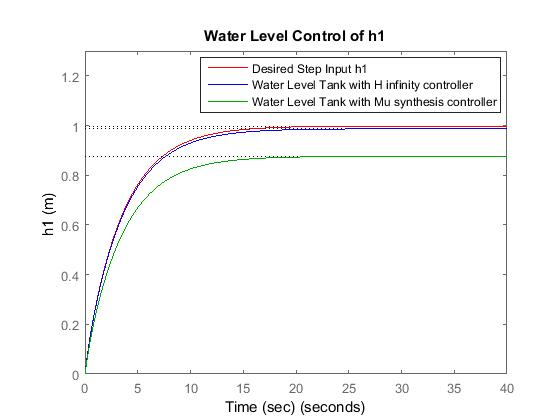 Water Level Control of h1
Desired Step Input h1
Water Level Tank with H infinity controller
Water Level Tank with Mu synthesis controller
h1 (m)
1.2
1
0.8
0.6
0.4
0.2
0
0 5 10 15 20 25 30 35 40
Time (sec) (seconds)